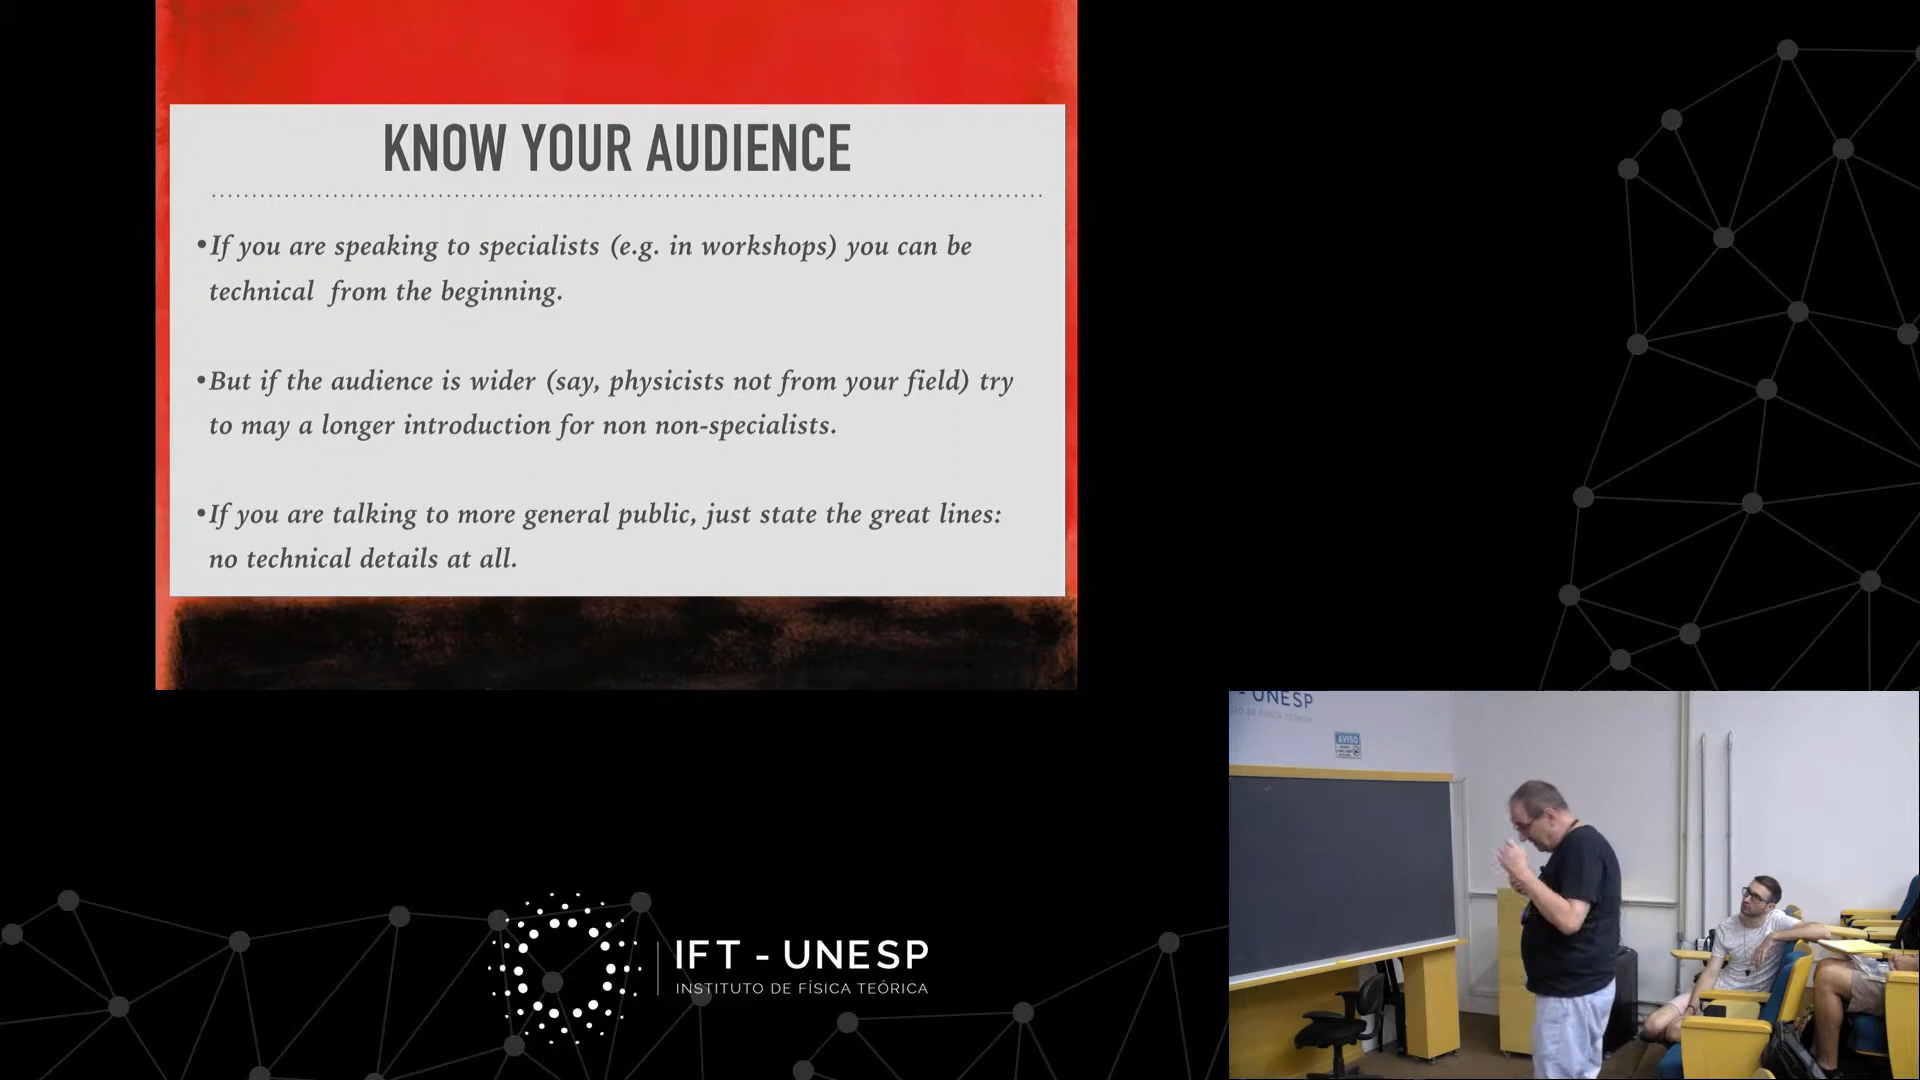 KNOW YOUR AUDIENCE
•If you are speaking to specialists (e.g. in workshops) you can be
technical from the beginning.
•But if the audience is wider (say, physicists not from your field) try
to may a longer introduction for non non-specialists.
•If you are talking to more general public, just state the great lines:
no technical details at all.
- UNESP
AVISO
IFT - UNESP
INSTITUTO DE FÍSICA TEÓRICA